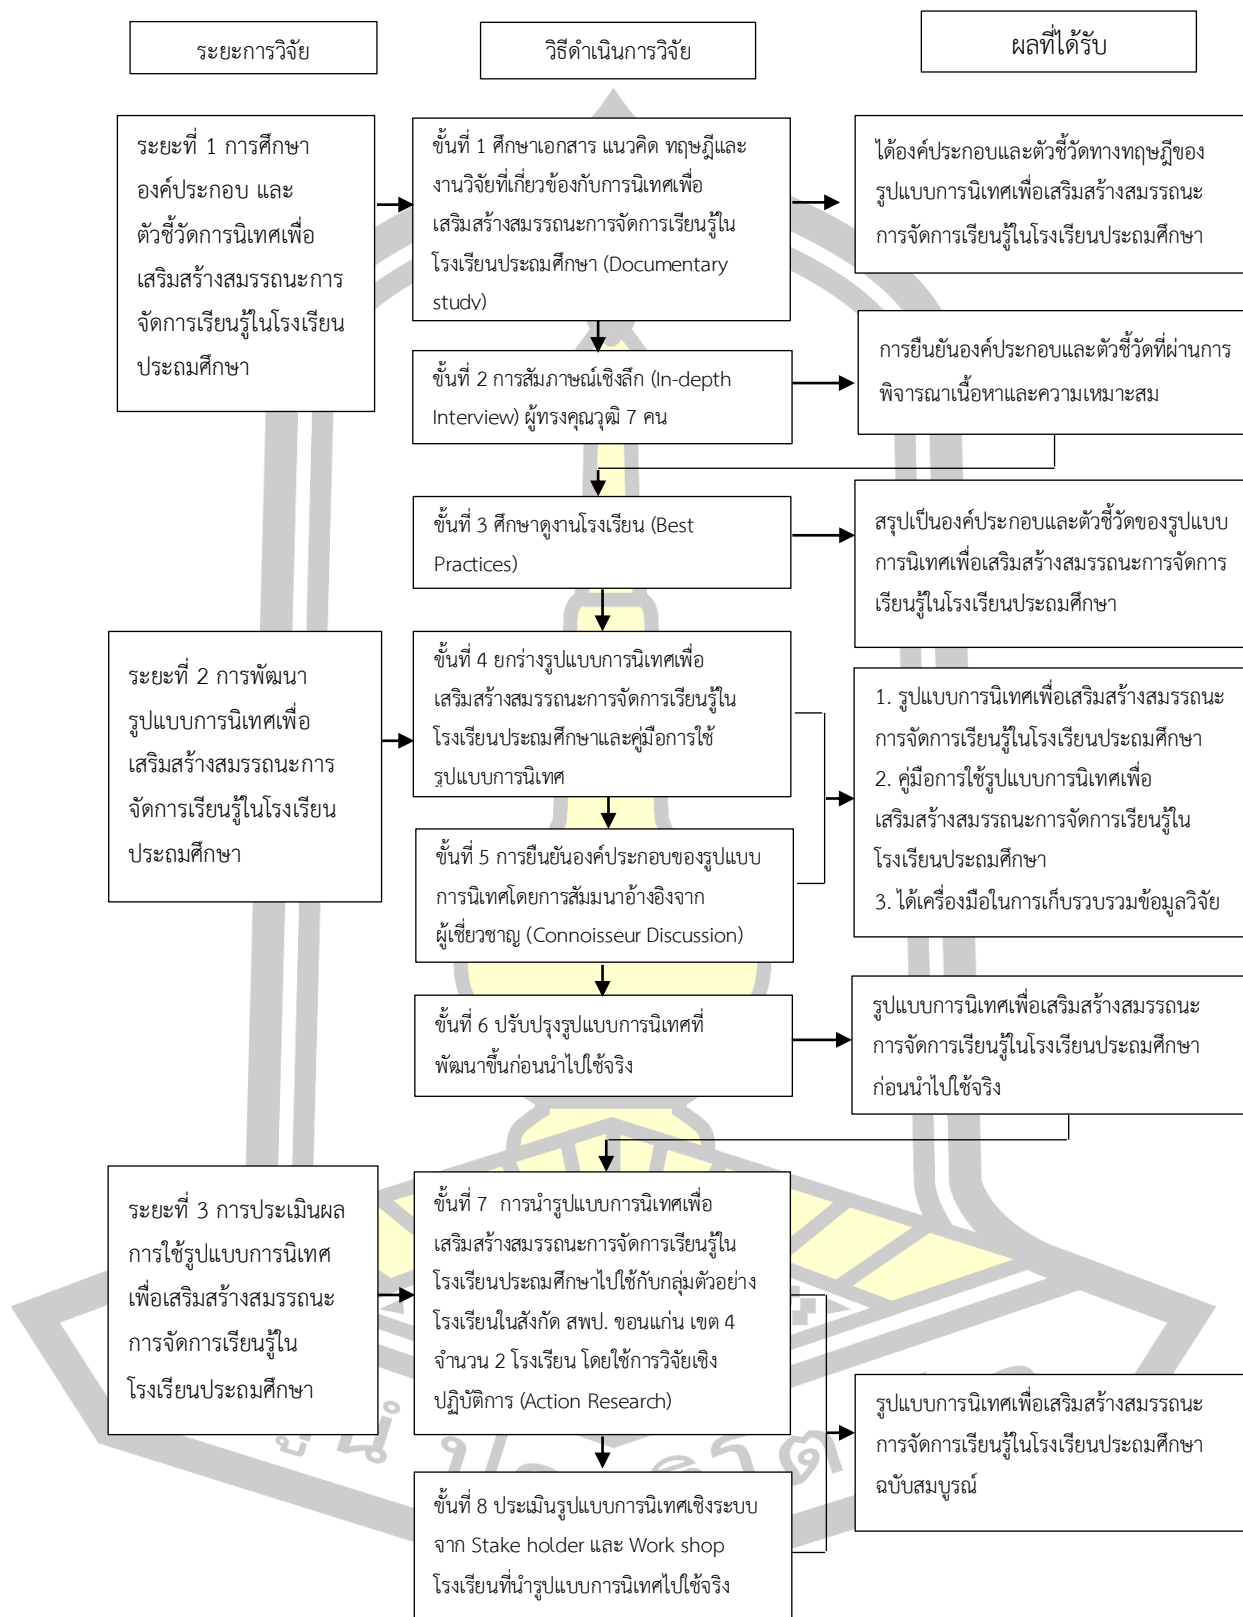 ระยะการวิจัย
วิธีดำเนินการวิจัย
ผลที่ได้รับ
ระยะที่ 1 การศึกษา
องค์ประกอบ และ
ตัวชี้วัดการนิเทศเพื่อ
เสริมสร้างสมรรถนะการ
จัดการเรียนรู้ในโรงเรียน
ประถมศึกษา
ขั้นที่ 1 ศึกษาเอกสาร แนวคิด ทฤษฎีและ
งานวิจัยที่เกี่ยวข้องกับการนิเทศเพื่อ
เสริมสร้างสมรรถนะการจัดการเรียนรู้ใน
โรงเรียนประถมศึกษา (Documentary
study)
ได้องค์ประกอบและตัวชี้วัดทางทฤษฎีของ
รูปแบบการนิเทศเพื่อเสริมสร้างสมรรถนะ
การจัดการเรียนรู้ในโรงเรียนประถมศึกษา
ขั้นที่ 2 การสัมภาษณ์เชิงลึก (In-depth
Interview) ผู้ทรงคุณวุฒิ 7 คน
การยืนยันองค์ประกอบและตัวชี้วัดที่ผ่านการ
พิจารณาเนื้อหาและความเหมาะสม
ขั้นที่ 3 ศึกษาดูงานโรงเรียน (Best
Practices)
สรุปเป็นองค์ประกอบและตัวชี้วัดของรูปแบบ
การนิเทศเพื่อเสริมสร้างสมรรถนะการจัดการ
เรียนรู้ในโรงเรียนประถมศึกษา
ระยะที่ 2 การพัฒนา
รูปแบบการนิเทศเพื่อ
เสริมสร้างสมรรถนะการ
จัดการเรียนรู้ในโรงเรียน
ประถมศึกษา
ขั้นที่ 4 ยกร่างรูปแบบการนิเทศเพื่อ
เสริมสร้างสมรรถนะการจัดการเรียนรู้ใน
โรงเรียนประถมศึกษาและคู่มือการใช้
รูปแบบการนิเทศ
ขั้นที่ 5 การยืนยันองค์ประกอบของรูปแบบ
การนิเทศโดยการสัมมนาอ้างอิงจาก
ผู้เชี่ยวชาญ (Connoisseur Discussion)
1. รูปแบบการนิเทศเพื่อเสริมสร้างสมรรถนะ
การจัดการเรียนรู้ในโรงเรียนประถมศึกษา
2. คู่มือการใช้รูปแบบการนิเทศเพื่อ
เสริมสร้างสมรรถนะการจัดการเรียนรู้ใน
โรงเรียนประถมศึกษา
3. ได้เครื่องมือในการเก็บรวบรวมข้อมูลวิจัย
ขั้นที่ 6 ปรับปรุงรูปแบบการนิเทศที่
พัฒนาขึ้นก่อนนำไปใช้จริง
รูปแบบการนิเทศเพื่อเสริมสร้างสมรรถนะ
การจัดการเรียนรู้ในโรงเรียนประถมศึกษา
ก่อนนำไปใช้จริง
ระยะที่ 3 การประเมินผล
การใช้รูปแบบการนิเทศ
เพื่อเสริมสร้างสมรรถนะ
การจัดการเรียนรู้ใน
โรงเรียนประถมศึกษา
ขั้นที่ 7 การนำรูปแบบการนิเทศเพื่อ
เสริมสร้างสมรรถนะการจัดการเรียนรู้ใน
โรงเรียนประถมศึกษาไปใช้กับกลุ่มตัวอย่าง
โรงเรียนในสังกัด สพป. ขอนแก่น เขต 4
จำนวน 2 โรงเรียน โดยใช้การวิจัยเชิง
ปฏิบัติการ (Action Research)
ขั้นที่ 8 ประเมินรูปแบบการนิเทศเชิงระบบ
จาก Stake holder และ Work shop
โรงเรียนที่นำรูปแบบการนิเทศไปใช้จริง
รูปแบบการนิเทศเพื่อเสริมสร้างสมรรถนะ
การจัดการเรียนรู้ในโรงเรียนประถมศึกษา
ฉบับสมบูรณ์